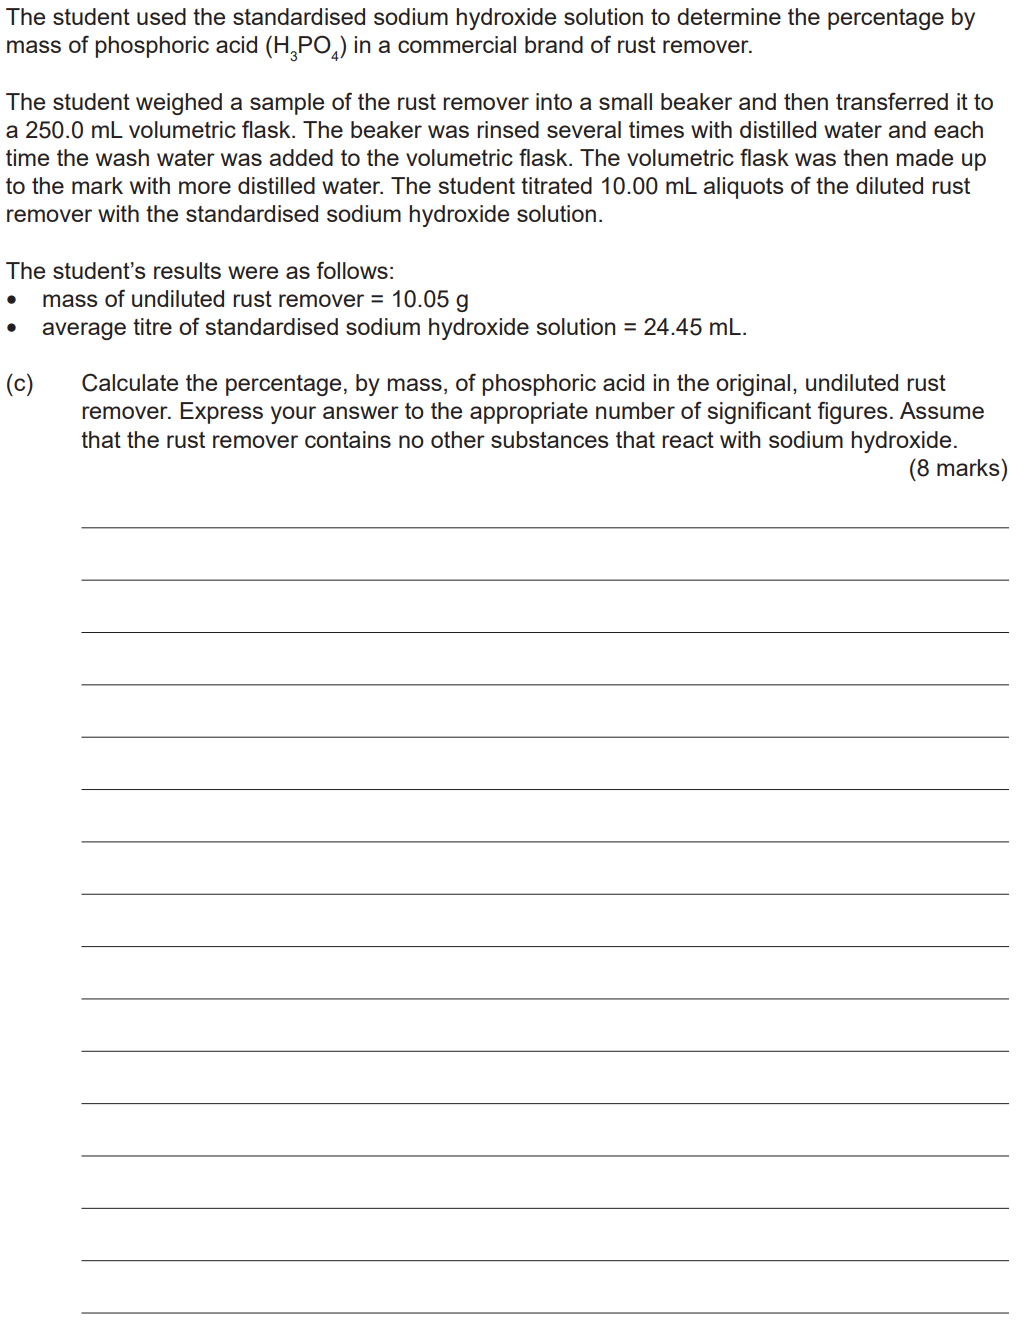 The student used the standardised sodium hydroxide solution to determine the percentage by
mass of phosphoric acid (H₃PO₄) in a commercial brand of rust remover.
The student weighed a sample of the rust remover into a small beaker and then transferred it to
a 250.0 mL volumetric flask. The beaker was rinsed several times with distilled water and each
time the wash water was added to the volumetric flask. The volumetric flask was then made up
to the mark with more distilled water. The student titrated 10.00 mL aliquots of the diluted rust
remover with the standardised sodium hydroxide solution.
The student’s results were as follows:
• mass of undiluted rust remover = 10.05 g
• average titre of standardised sodium hydroxide solution = 24.45 mL.
(c) Calculate the percentage, by mass, of phosphoric acid in the original, undiluted rust
remover. Express your answer to the appropriate number of significant figures. Assume
that the rust remover contains no other substances that react with sodium hydroxide.
(8 marks)